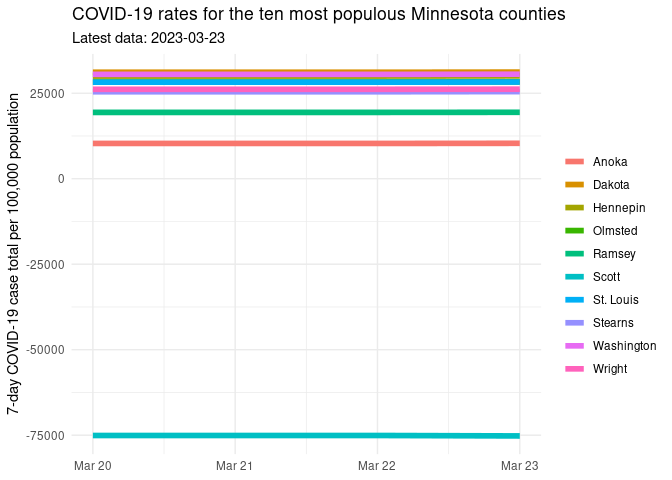 COVID-19 rates for the ten most populous Minnesota counties
Latest data: 2023-03-23
7-day COVID-19 case total per 100,000 population
25000
0
-25000
-50000
-75000
Mar 20
Mar 21
Mar 22
Mar 23
Anoka
Dakota
Hennepin
Olmsted
Ramsey
Scott
St. Louis
Stearns
Washington
Wright